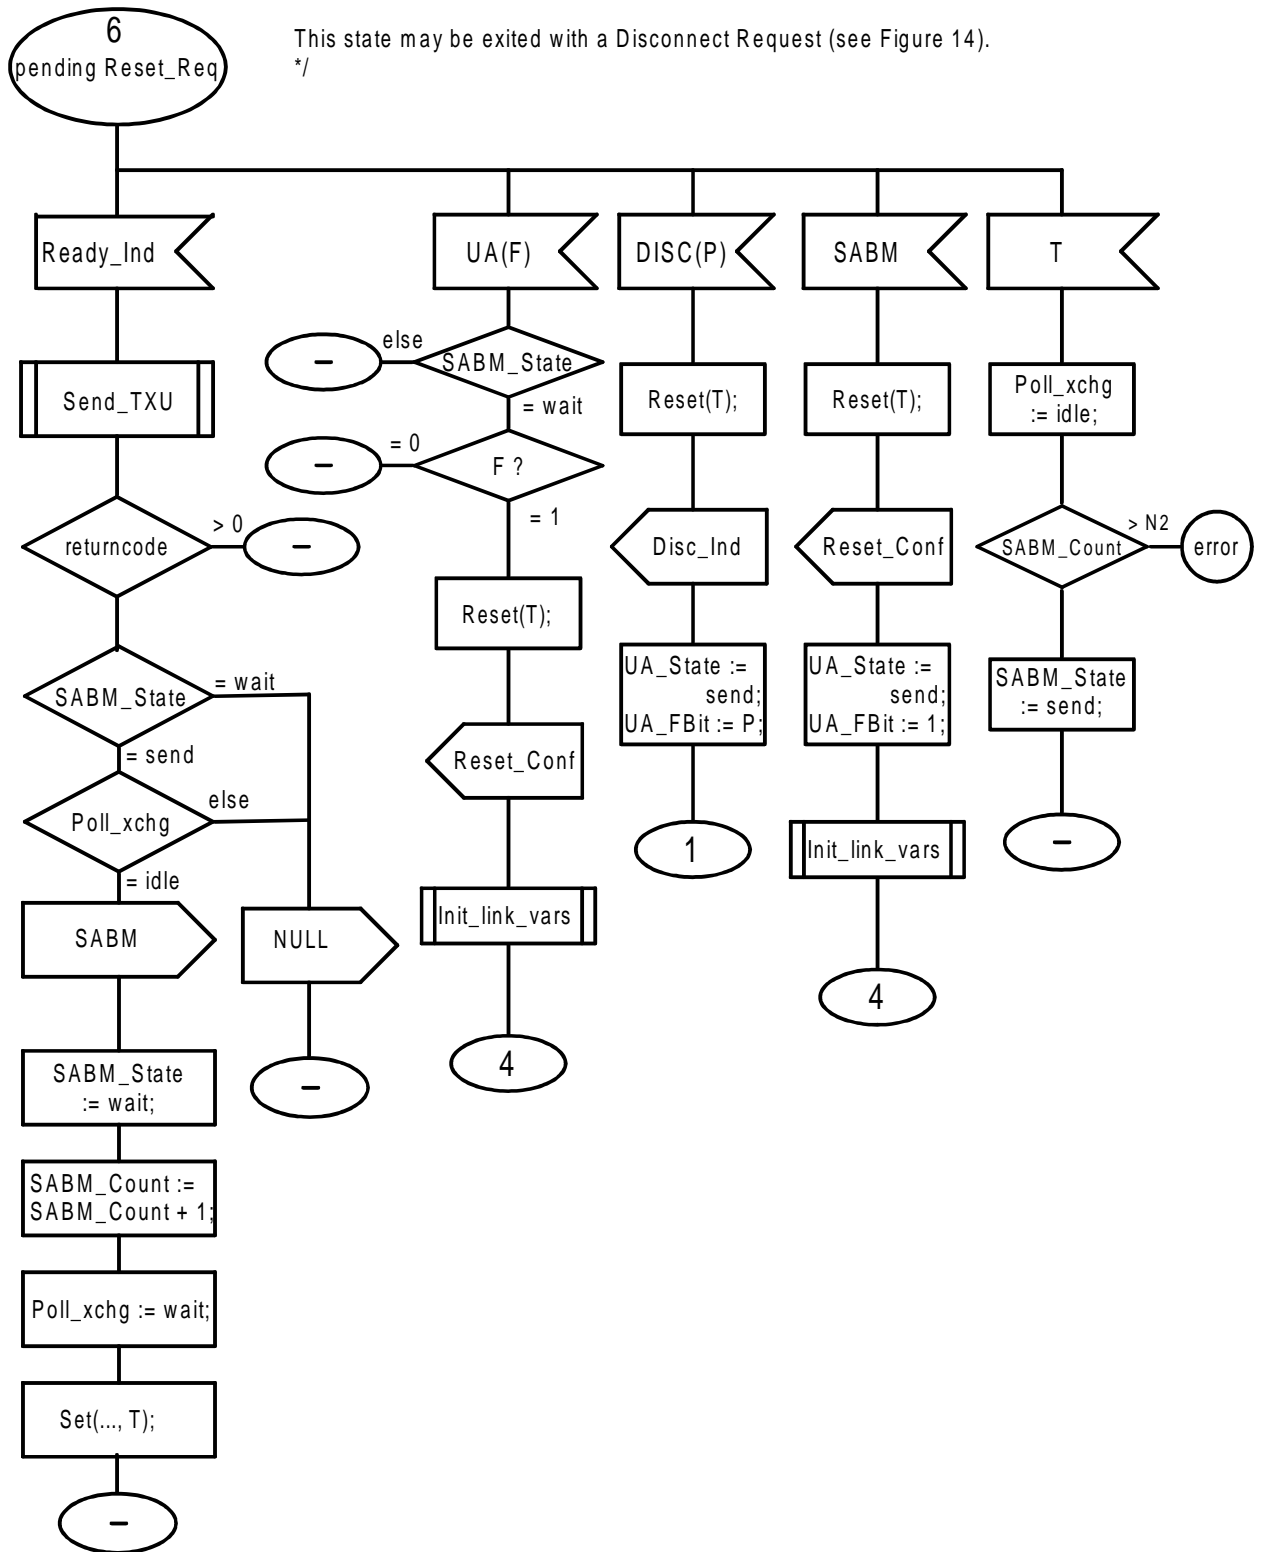 6
pending Reset_Req
This state may be exited with a Disconnect Request (see Figure 14).
*/
Ready_Ind
Send_TXU
returncode
> 0
–
SABM_State
= wait
= send
Poll_xchg
else
= idle
SABM
NULL
–
SABM_State
:= wait;
SABM_Count :=
SABM_Count + 1;
Poll_xchg := wait;
Set(..., T);
–
UA(F)
else
–
SABM_State
= wait
= 0
–
F ?
= 1
Reset(T);
Reset_Conf
Init_link_vars
4
DISC(P)
Reset(T);
Disc_Ind
UA_State :=
send;
UA_FBit := P;
1
SABM
Reset(T);
Reset_Conf
UA_State :=
send;
UA_FBit := 1;
Init_link_vars
4
T
Poll_xchg
:= idle;
SABM_Count
> N2
error
SABM_State
:= send;
–